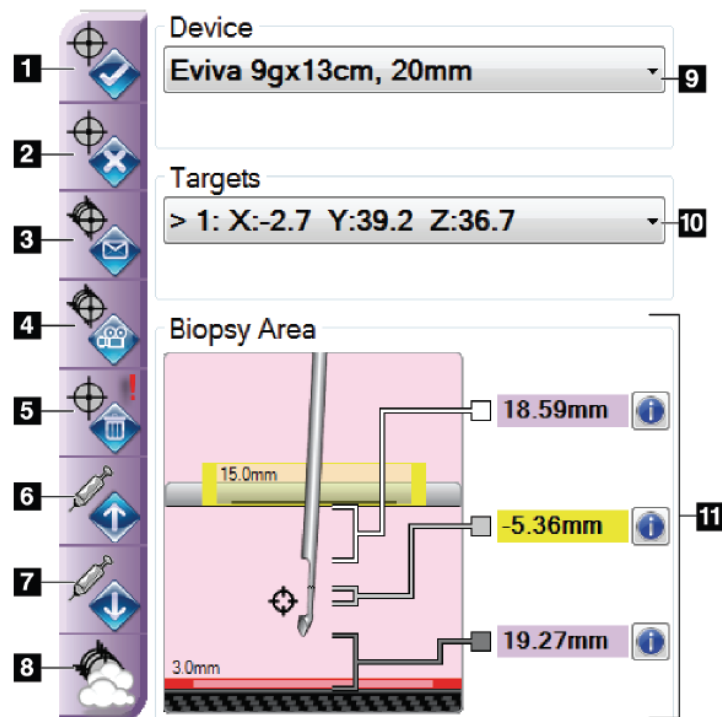 Device
1
Eviva 9gx13cm, 20mm
9
2
Targets
3
> 1: X:-2.7 Y:39.2 Z:36.7
10
4
Biopsy Area
11
5
!
18.59mm
i
15.0mm
6
-5.36mm
i
7
19.27mm
i
8
3.0mm